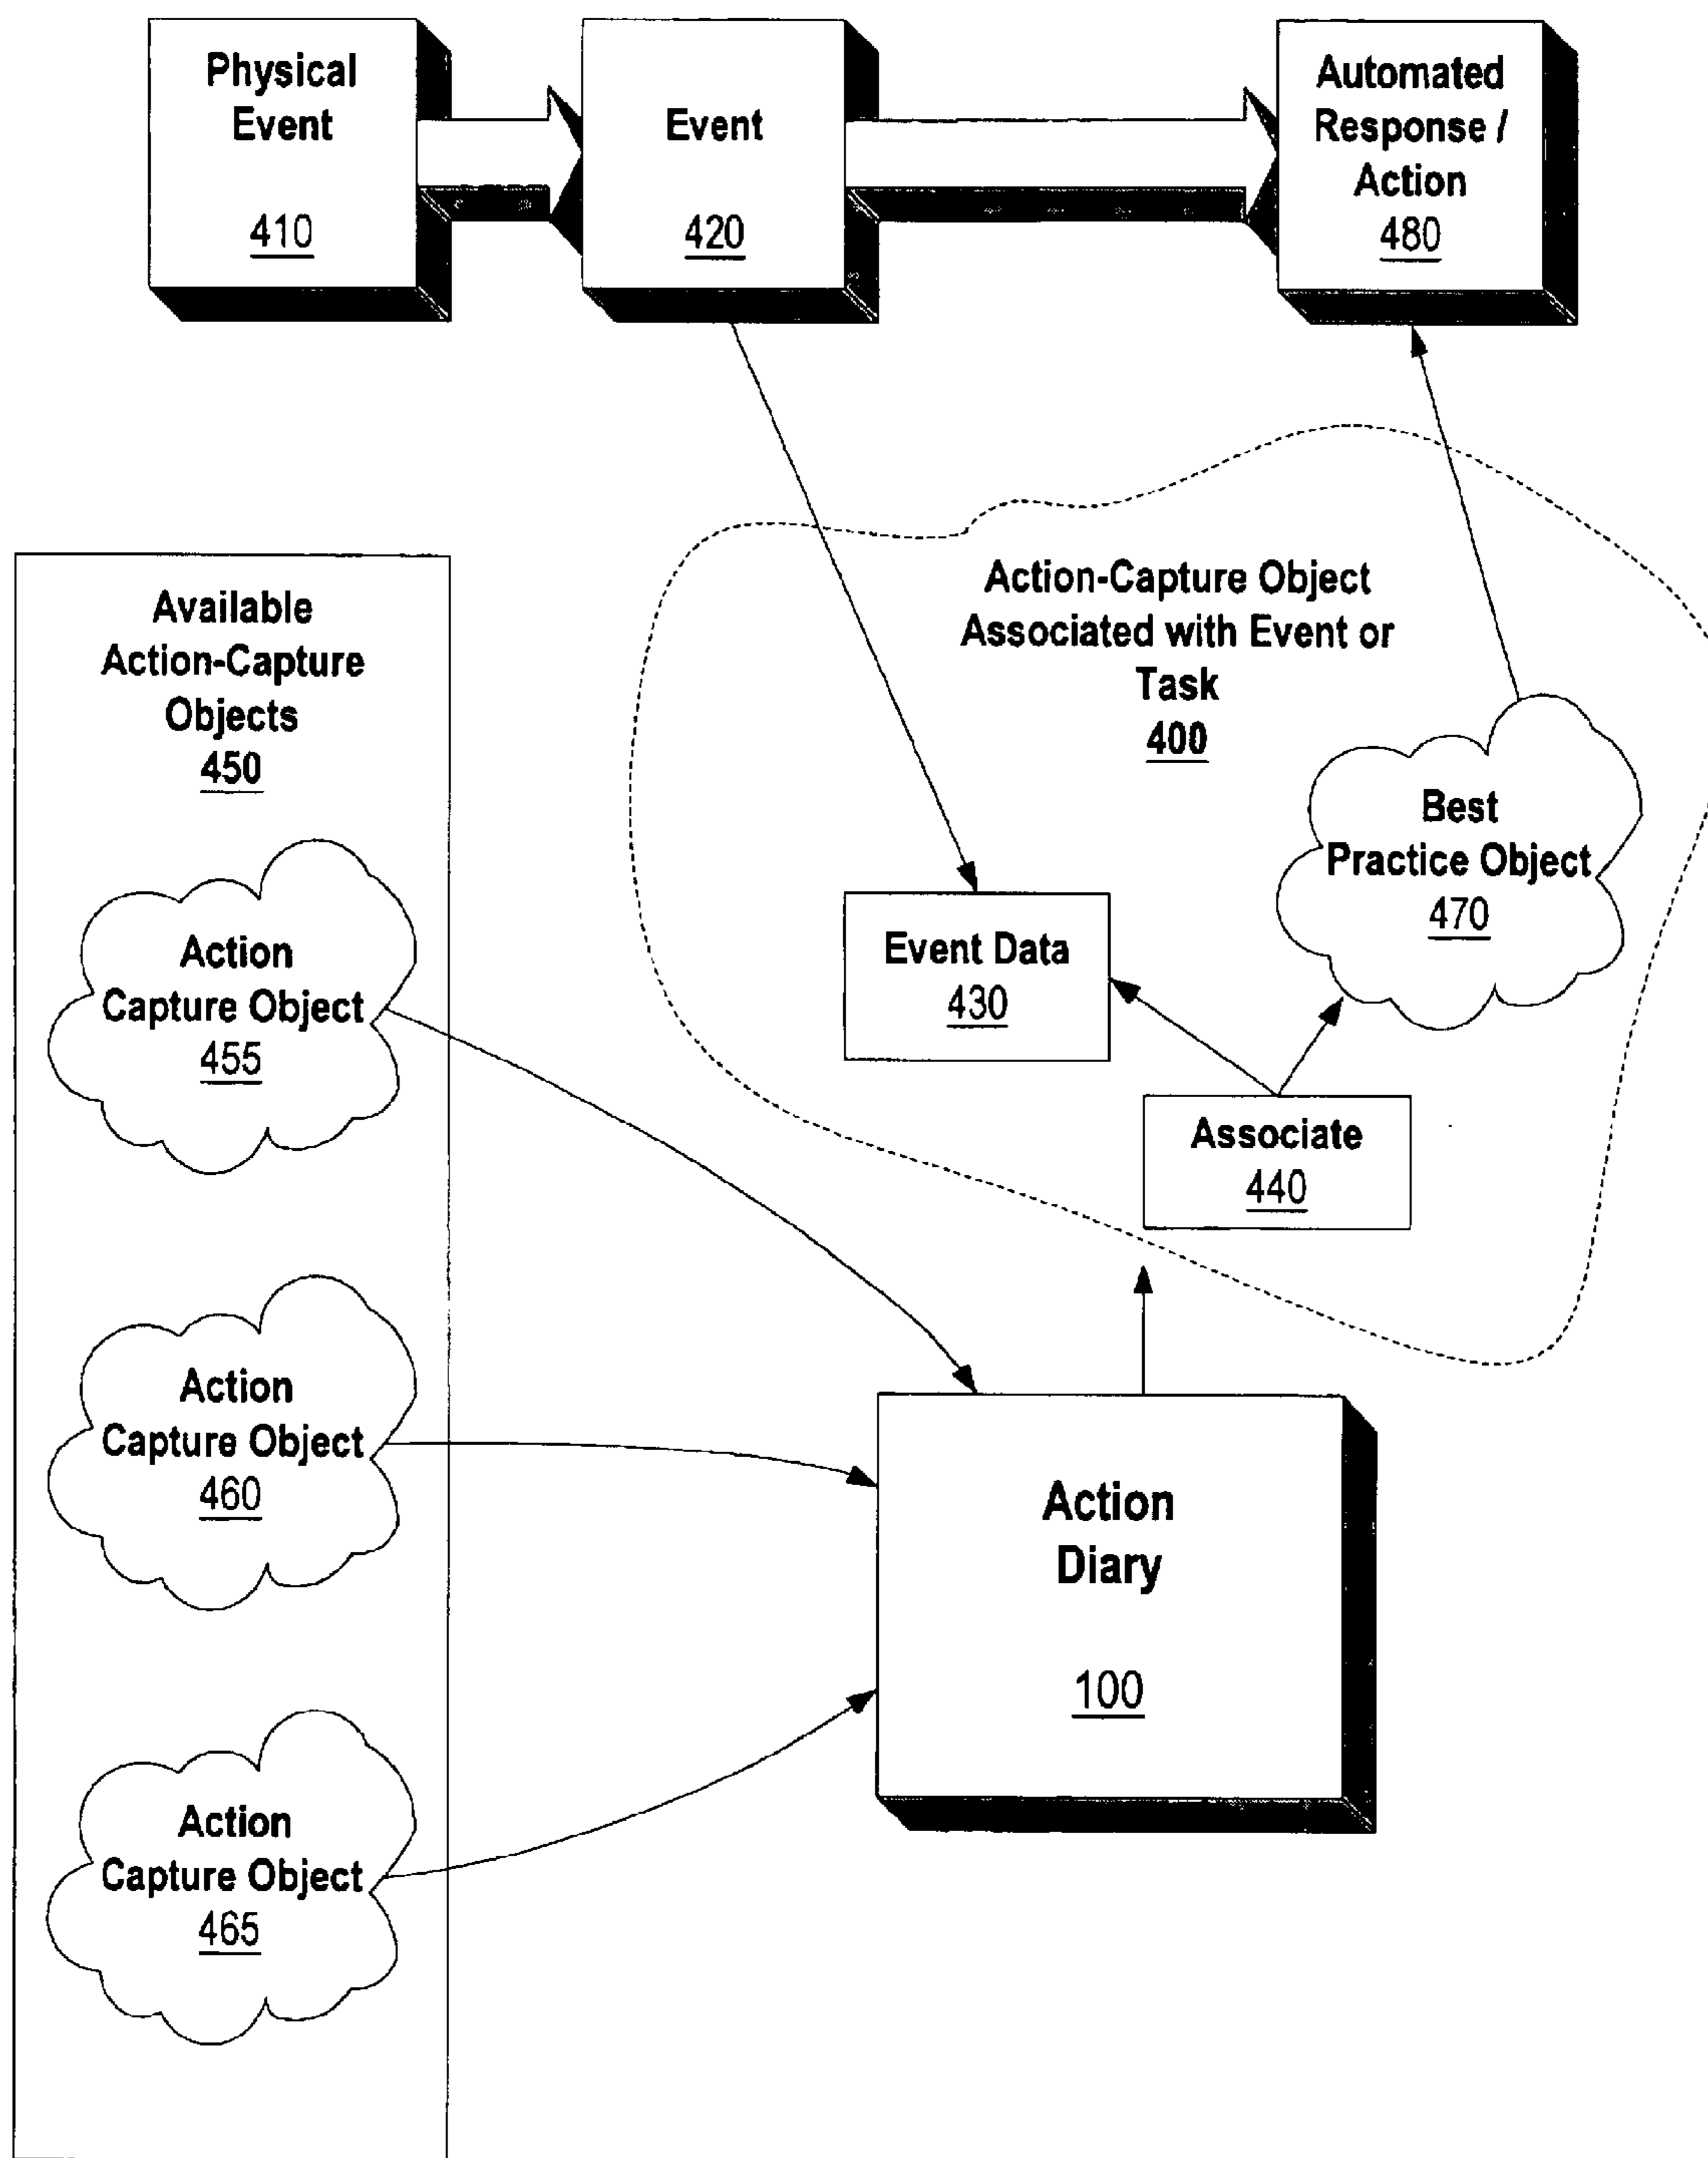 Physical
Event
410
Event
420
Automated
Response /
Action
480
Action-Capture Object
Associated with Event or
Task
400
Available
Action-Capture
Objects
450
Best
Practice Object
470
Event Data
430
Action
Capture Object
455
Associate
440
Action
Capture Object
460
Action
Diary
100
Action
Capture Object
465